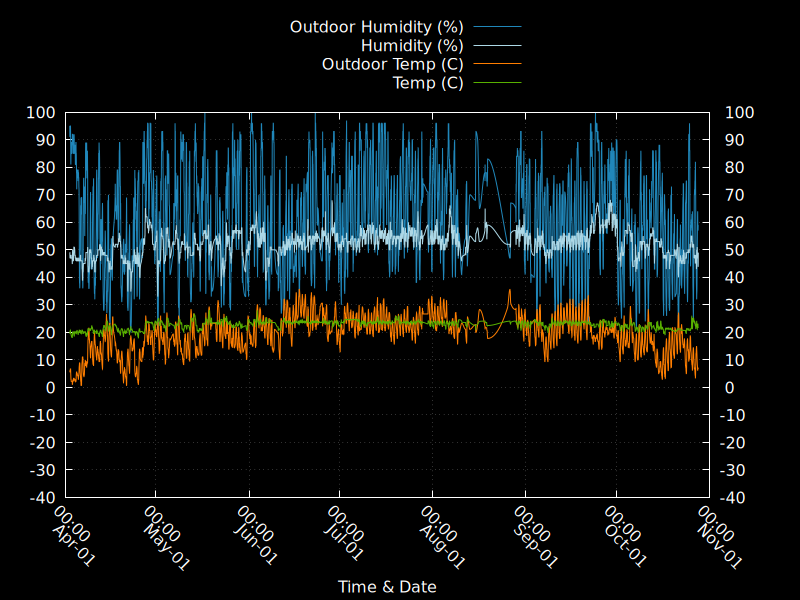 Outdoor Humidity (%)
Humidity (%)
Outdoor Temp (C)
Temp (C)
100 100
90 90
80 80
70 70
60 60
50 50
40 40
30 30
20 20
10 10
0 0
-10 -10
-20 -20
-30 -30
-40 -40
00:00 00:00 00:00 00:00 00:00 00:00 00:00 00:00
Apr-01 May-01 Jun-01 Jul-01 Aug-01 Sep-01 Oct-01 Nov-01
Time & Date